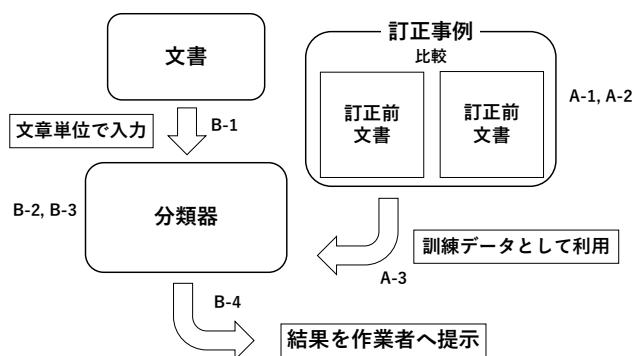 文書
訂正事例
比較
訂正前
文書
訂正前
文書
A-1, A-2
文章単位で入力
B-1
B-2, B-3
分類器
訓練データとして利用
A-3
B-4
結果を作業者へ提示